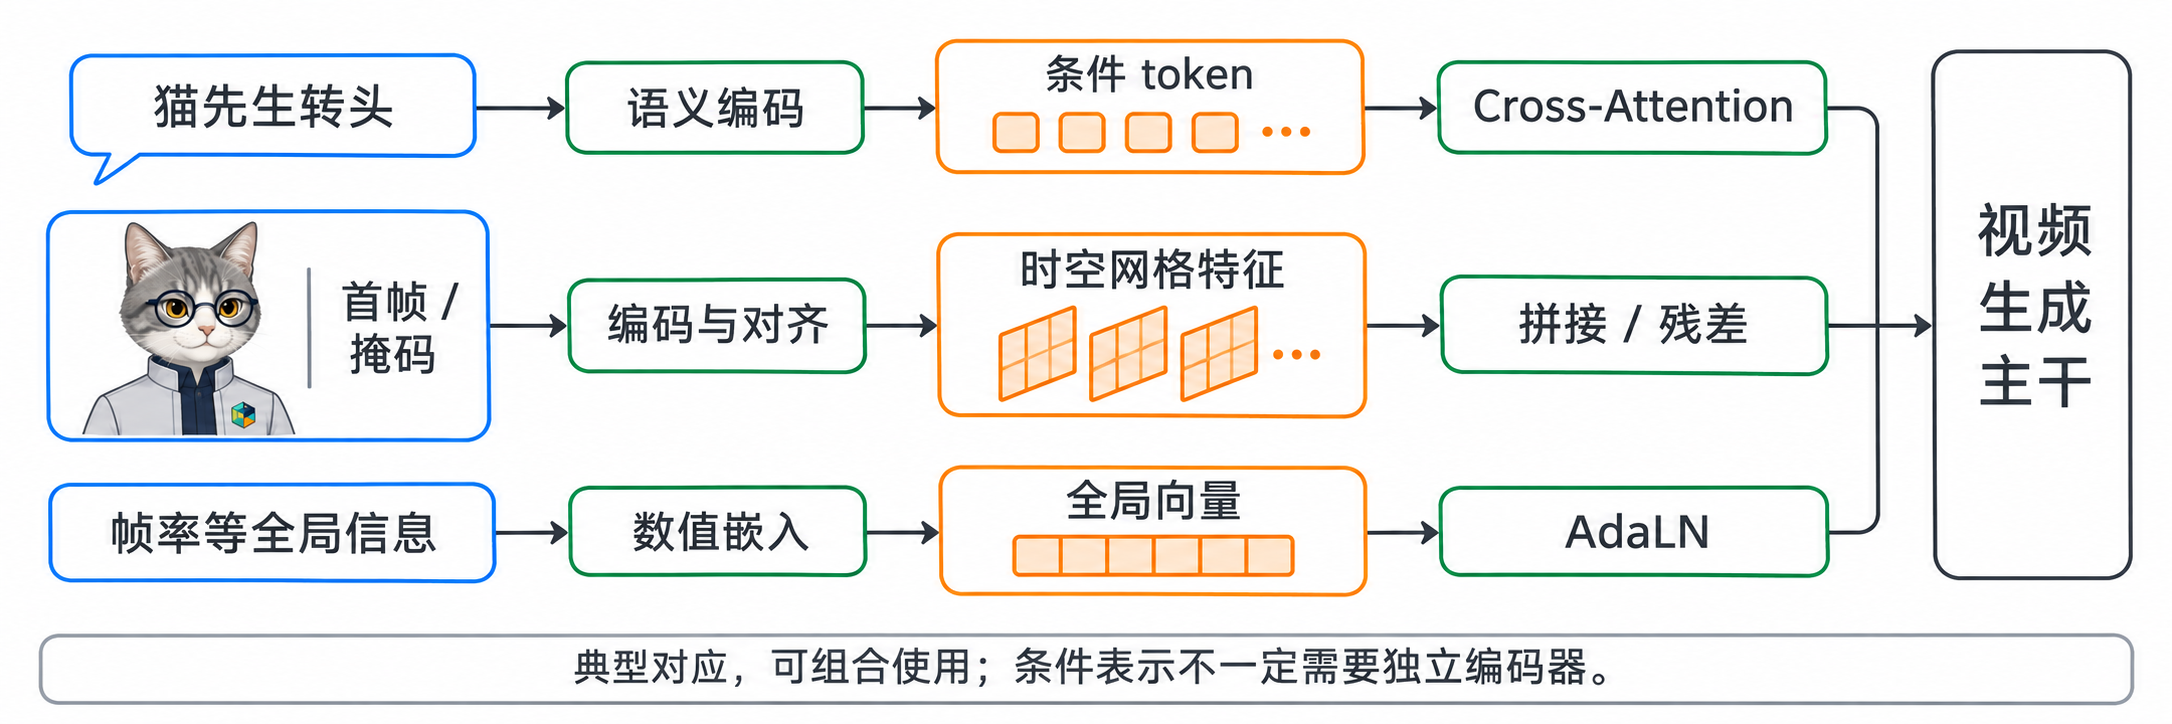 猫先生转头
语义编码
条件 token
Cross-Attention
首帧 /
掩码
编码与对齐
时空网格特征
拼接 / 残差
帧率等全局信息
数值嵌入
全局向量
AdaLN
视频
生成
主干
典型对应，可组合使用；条件表示不一定需要独立编码器。